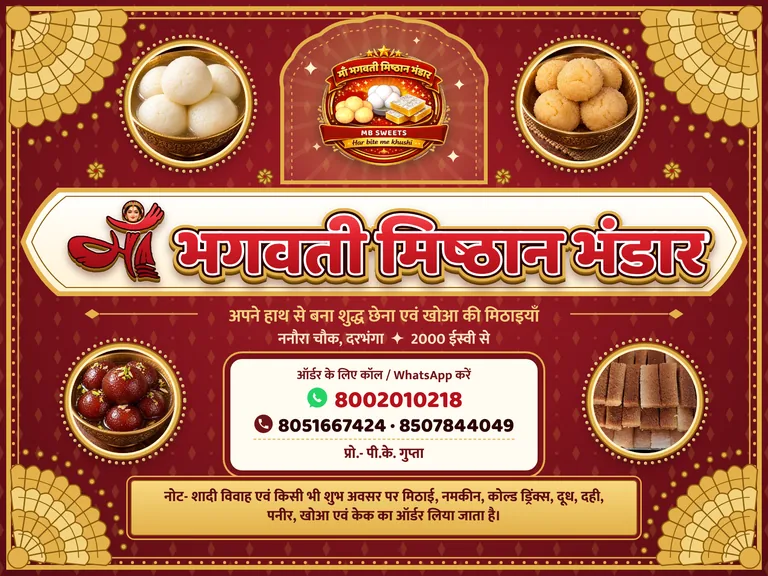 माँ भगवती मिष्ठान भंडार
MB SWEETS
Har bite me khushi
माँ भगवती मिष्ठान भंडार
अपने हाथ से बना शुद्ध छेना एवं खोआ की मिठाइयाँ
ननौरा चौक, दरभंगा ✦ 2000 ईस्वी से
ऑर्डर के लिए कॉल / WhatsApp करें
8002010218
8051667424 • 8507844049
प्रो.- पी.के. गुप्ता
नोट- शादी विवाह एवं किसी भी शुभ अवसर पर मिठाई, नमकीन, कोल्ड ड्रिंक्स, दूध, दही,
पनीर, खोआ एवं केक का ऑर्डर लिया जाता है।